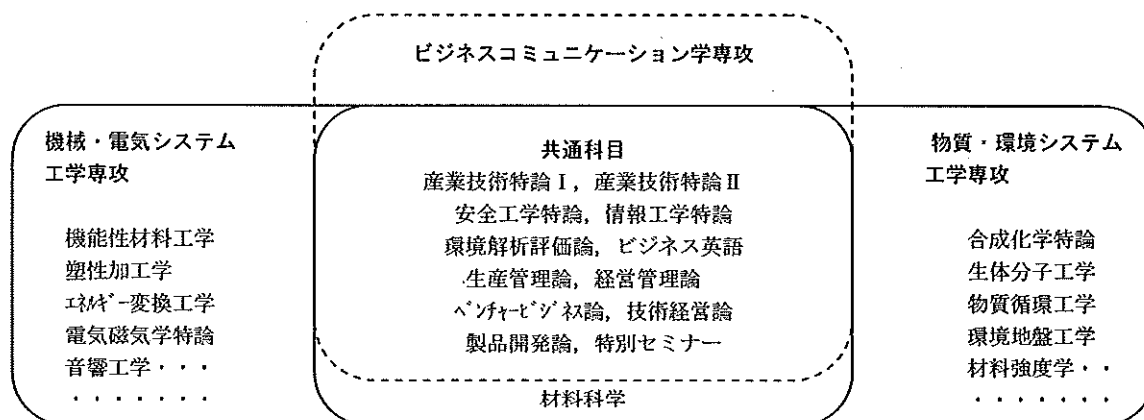 ビジネスコミュニケーション学専攻
機械・電気システム
工学専攻
機能性材料工学
塑性加工学
エネルギー変換工学
電気磁気学特論
音響工学・・・
・・・・・・・
共通科目
産業技術特論Ⅰ，産業技術特論Ⅱ
安全工学特論，情報工学特論
環境解析評価論，ビジネス英語
生産管理論，経営管理論
ベンチャービジネス論，技術経営論
製品開発論，特別セミナー
材料科学
物質・環境システム
工学専攻
合成化学特論
生体分子工学
物質循環工学
環境地盤工学
材料強度学・・
・・・・・・・